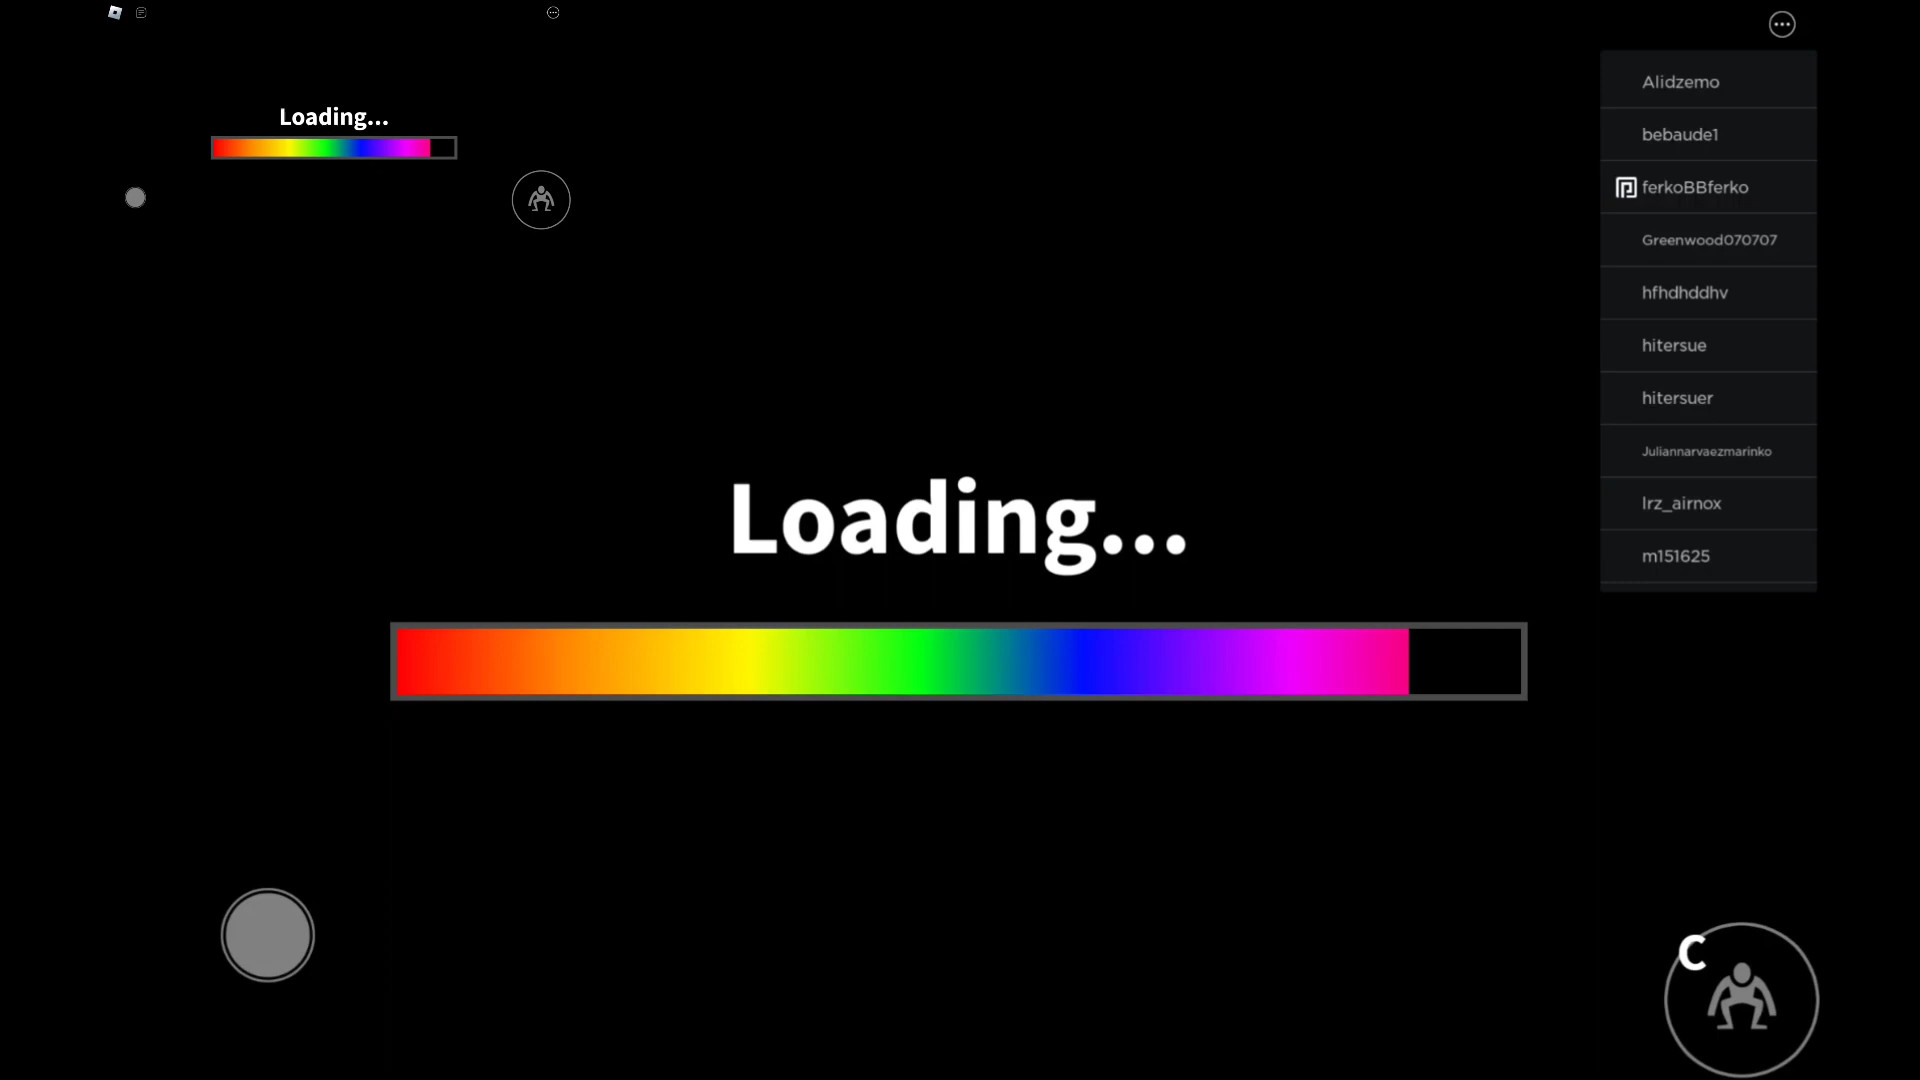 Loading...
Alidzemo
bebaude1
ferkoBBferko
Greenwood070707
hfhdhddhv
hitersue
hitersuer
Juliannarvaezmarinko
lrz_airnox
m151625
Loading...
C